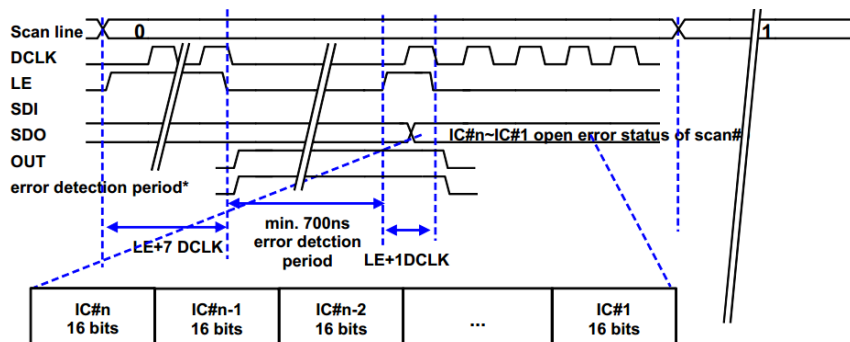 Scan line 0 1
DCLK
LE
SDI
SDO IC#n~IC#1 open error status of scan#
OUT
error detection period*
LE+7 DCLK
min. 700ns
error detction
period
LE+1DCLK
IC#n
16 bits
IC#n-1
16 bits
IC#n-2
16 bits
...
IC#1
16 bits